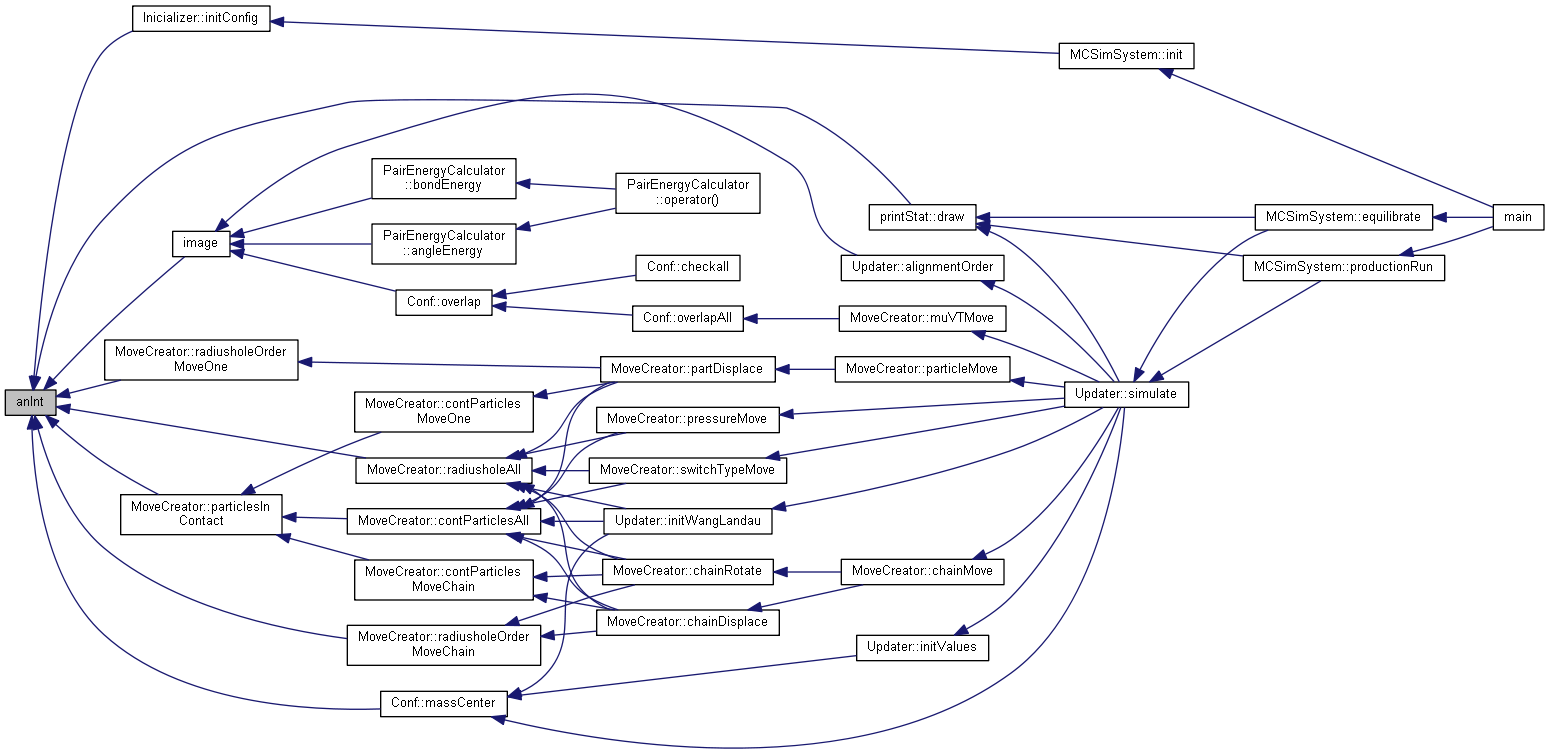 Inicializer::initConfig
MCSimSystem::init
PairEnergyCalculator
::bondEnergy
PairEnergyCalculator
::operator()
printStat::draw
MCSimSystem::equilibrate
main
image
PairEnergyCalculator
::angleEnergy
Conf::checkall
Updater::alignmentOrder
MCSimSystem::productionRun
Conf::overlap
Conf::overlapAll
MoveCreator::muVTMove
MoveCreator::radiusholeOrder
MoveOne
MoveCreator::partDisplace
MoveCreator::particleMove
anInt
Updater::simulate
MoveCreator::contParticles
MoveOne
MoveCreator::pressureMove
MoveCreator::radiusholeAll
MoveCreator::switchTypeMove
MoveCreator::particlesIn
Contact
MoveCreator::contParticlesAll
Updater::initWangLandau
MoveCreator::contParticles
MoveChain
MoveCreator::chainRotate
MoveCreator::chainMove
MoveCreator::chainDisplace
MoveCreator::radiusholeOrder
MoveChain
Updater::initValues
Conf::massCenter